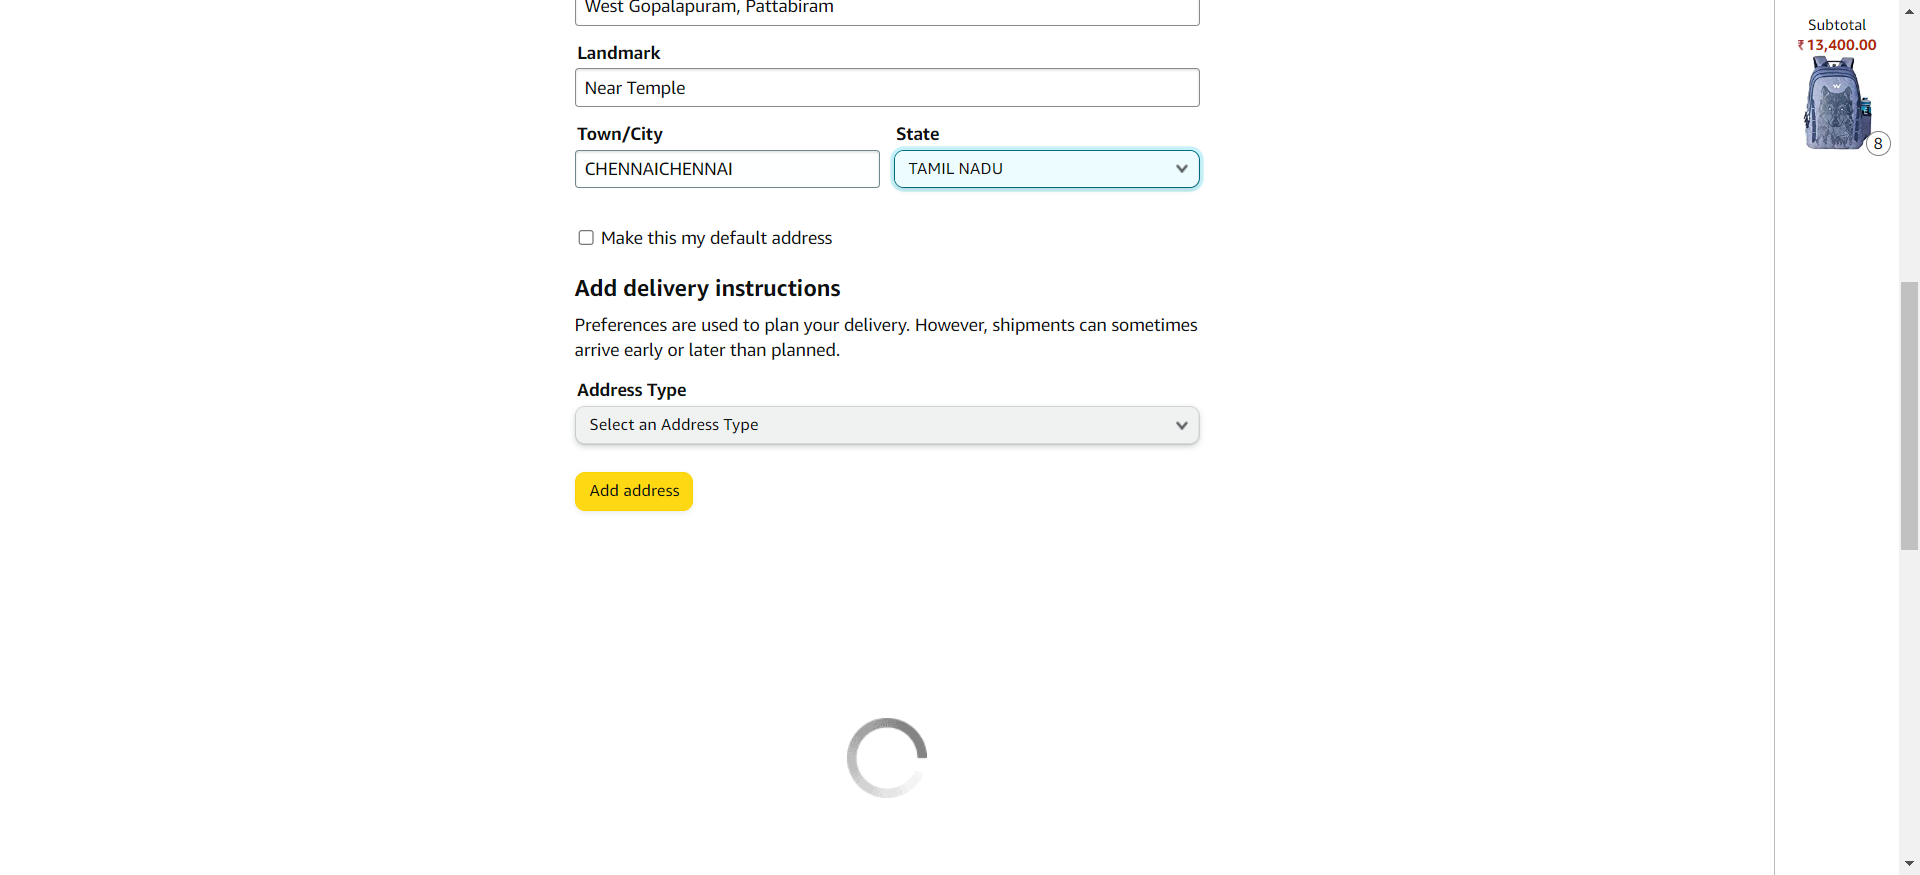 West Gopalapuram, Pattabiram
Landmark
Near Temple
Town/City
CHENNAICHENNAI
State
TAMIL NADU
Make this my default address
Add delivery instructions
Preferences are used to plan your delivery. However, shipments can sometimes
arrive early or later than planned.
Address Type
Select an Address Type
Add address
Subtotal
₹13,400.00
8